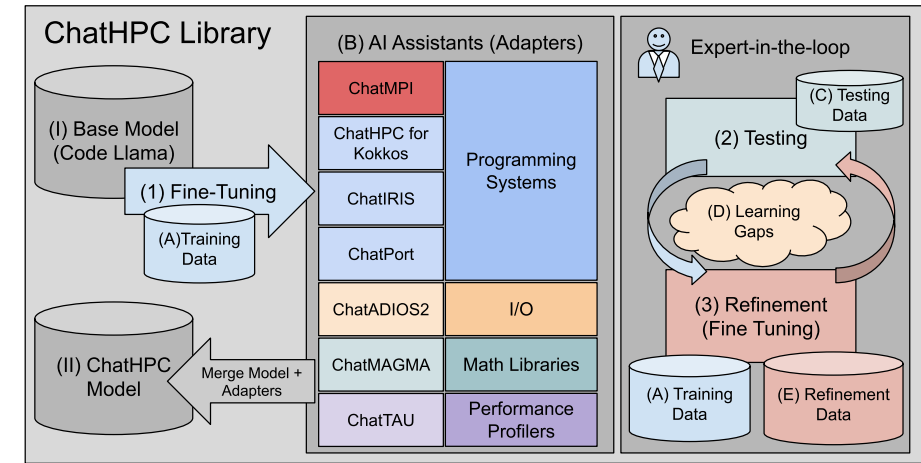 ChatHPC Library
(I) Base Model
(Code Llama)
(1) Fine-Tuning
(A)Training
Data
(II) ChatHPC
Model
Merge Model +
Adapters
(B) AI Assistants (Adapters)
ChatMPI
ChatHPC for
Kokkos
ChatIRIS
ChatPort
Programming
Systems
ChatADIOS2
I/O
ChatMAGMA
Math Libraries
ChatTAU
Performance
Profilers
Expert-in-the-loop
(C) Testing
Data
(2) Testing
(D) Learning
Gaps
(3) Refinement
(Fine Tuning)
(A) Training
Data
(E) Refinement
Data